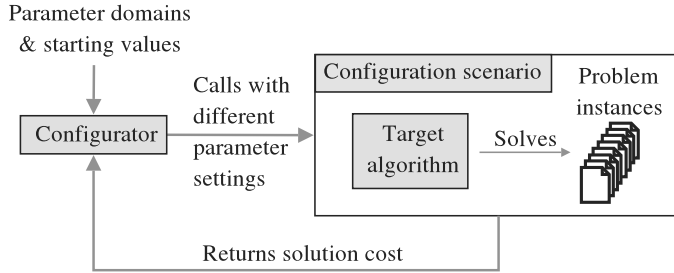 Parameter domains
& starting values
Configurator
Calls with
different
parameter
settings
Configuration scenario
Target
algorithm
Solves
Problem
instances
Returns solution cost